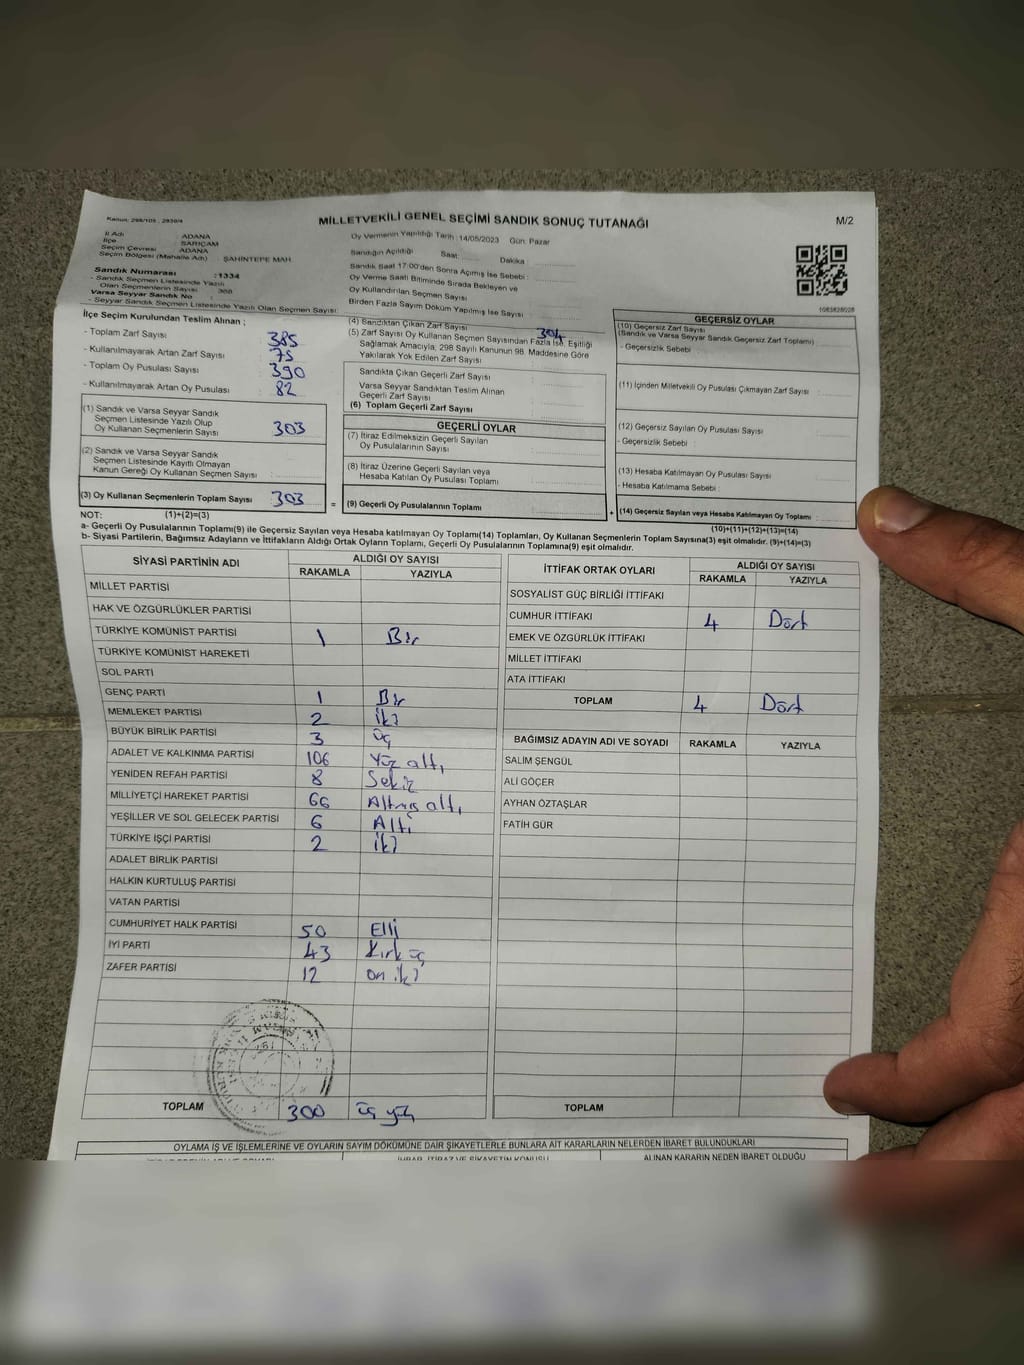 Kanun: 298/105 , 2839/4
MİLLETVEKİLİ GENEL SEÇİMİ SANDIK SONUÇ TUTANAĞI
M/2
İl Adı : ADANA
İlçe : SARIÇAM
Seçim Çevresi : ADANA
Seçim Bölgesi (Mahalle Adı) : ŞAHİNTEPE MAH.
Sandık Numarası : 1334
- Sandık Seçmen Listesinde Yazılı
Olan Seçmenlerin Sayısı :
Varsa Seyyar Sandık No :
- Seyyar Sandık Seçmen Listesinde Yazılı Olan Seçmen Sayısı:
Oy Vermenin Yapıldığı Tarih : 14/05/2023 Gün: Pazar
Sandığın Açıldığı Saat: Dakika :
Sandık Saat 17:00'den Sonra Açılmış İse Sebebi :
Oy Verme Saati Bitiminde Sırada Bekleyen ve
Oy Kullandırılan Seçmen Sayısı
Birden Fazla Sayım Döküm Yapılmış İse Sayısı
İlçe Seçim Kurulundan Teslim Alınan ;
- Toplam Zarf Sayısı : 385
- Kullanılmayarak Artan Zarf Sayısı : 75
- Toplam Oy Pusulası Sayısı : 390
- Kullanılmayarak Artan Oy Pusulası : 82
(1) Sandık ve Varsa Seyyar Sandık
Seçmen Listesinde Yazılı Olup
Oy Kullanan Seçmenlerin Sayısı : 303
(2) Sandık ve Varsa Seyyar Sandık
Seçmen Listesinde Kayıtlı Olmayan
Kanun Gereği Oy Kullanan Seçmen Sayısı :
(3) Oy Kullanan Seçmenlerin Toplam Sayısı : 303 =
(4) Sandıktan Çıkan Zarf Sayısı : 304
(5) Zarf Sayısı Oy Kullanan Seçmen Sayısından Fazla İse, Eşitliği
Sağlamak Amacıyla, 298 Sayılı Kanunun 98. Maddesine Göre
Yakılarak Yok Edilen Zarf Sayısı :
Sandıkta Çıkan Geçerli Zarf Sayısı :
Varsa Seyyar Sandıktan Teslim Alınan
Geçerli Zarf Sayısı :
(6) Toplam Geçerli Zarf Sayısı :
GEÇERLİ OYLAR
(7) İtiraz Edilmeksizin Geçerli Sayılan
Oy Pusulalarının Sayısı :
(8) İtiraz Üzerine Geçerli Sayılan veya
Hesaba Katılan Oy Pusulası Toplamı :
(9) Geçerli Oy Pusulalarının Toplamı : +
GEÇERSİZ OYLAR
(10) Geçersiz Zarf Sayısı
(Sandık ve Varsa Seyyar Sandık Geçersiz Zarf Toplamı) :
- Geçersizlik Sebebi :
(11) İçinden Milletvekili Oy Pusulası Çıkmayan Zarf Sayısı :
(12) Geçersiz Sayılan Oy Pusulası Sayısı :
- Geçersizlik Sebebi :
(13) Hesaba Katılmayan Oy Pusulası Sayısı :
- Hesaba Katılmama Sebebi :
(14) Geçersiz Sayılan veya Hesaba Katılmayan Oy Toplamı :
NOT: (1)+(2)=(3)
(10)+(11)+(12)+(13)=(14)
a- Geçerli Oy Pusulalarının Toplamı(9) ile Geçersiz Sayılan veya Hesaba katılmayan Oy Toplamı(14) Toplamları, Oy Kullanan Seçmenlerin Toplam Sayısına(3) eşit olmalıdır. (9)+(14)=(3)
b- Siyasi Partilerin, Bağımsız Adayların ve İttifakların Aldığı Ortak Oyların Toplamı, Geçerli Oy Pusulalarının Toplamına(9) eşit olmalıdır.
SİYASİ PARTİNİN ADI ALDIĞI OY SAYISI
RAKAMLA YAZIYLA
MİLLET PARTİSİ
HAK VE ÖZGÜRLÜKLER PARTİSİ
TÜRKİYE KOMÜNİST PARTİSİ 1 Bir
TÜRKİYE KOMÜNİST HAREKETİ
SOL PARTİ
GENÇ PARTİ 1 Bir
MEMLEKET PARTİSİ 2 iki
BÜYÜK BİRLİK PARTİSİ 3 üç
ADALET VE KALKINMA PARTİSİ 106 Yüz altı
YENİDEN REFAH PARTİSİ 8 Sekiz
MİLLİYETÇİ HAREKET PARTİSİ 66 Altmış altı
YEŞİLLER VE SOL GELECEK PARTİSİ 6 Altı
TÜRKİYE İŞÇİ PARTİSİ 2 iki
ADALET BİRLİK PARTİSİ
HALKIN KURTULUŞ PARTİSİ
VATAN PARTİSİ
CUMHURİYET HALK PARTİSİ 50 Elli
İYİ PARTİ 43 Kırk üç
ZAFER PARTİSİ 12 on iki
TOPLAM 300 üç yüz
İTTİFAK ORTAK OYLARI ALDIĞI OY SAYISI
RAKAMLA YAZIYLA
SOSYALİST GÜÇ BİRLİĞİ İTTİFAKI
CUMHUR İTTİFAKI 4 Dört
EMEK VE ÖZGÜRLÜK İTTİFAKI
MİLLET İTTİFAKI
ATA İTTİFAKI
TOPLAM 4 Dört
BAĞIMSIZ ADAYIN ADI VE SOYADI RAKAMLA YAZIYLA
SALİM ŞENGÜL
ALİ GÖÇER
AYHAN ÖZTAŞLAR
FATİH GÜR
TOPLAM
OYLAMA İŞ VE İŞLEMLERİNE VE OYLARIN SAYIM DÖKÜMÜNE DAİR ŞİKAYETLERLE BUNLARA AİT KARARLARIN NELERDEN İBARET BULUNDUKLARI
İHBAR, İTİRAZ VE ŞİKAYETİN KONUSU ALINAN KARARIN NEDEN İBARET OLDUĞU